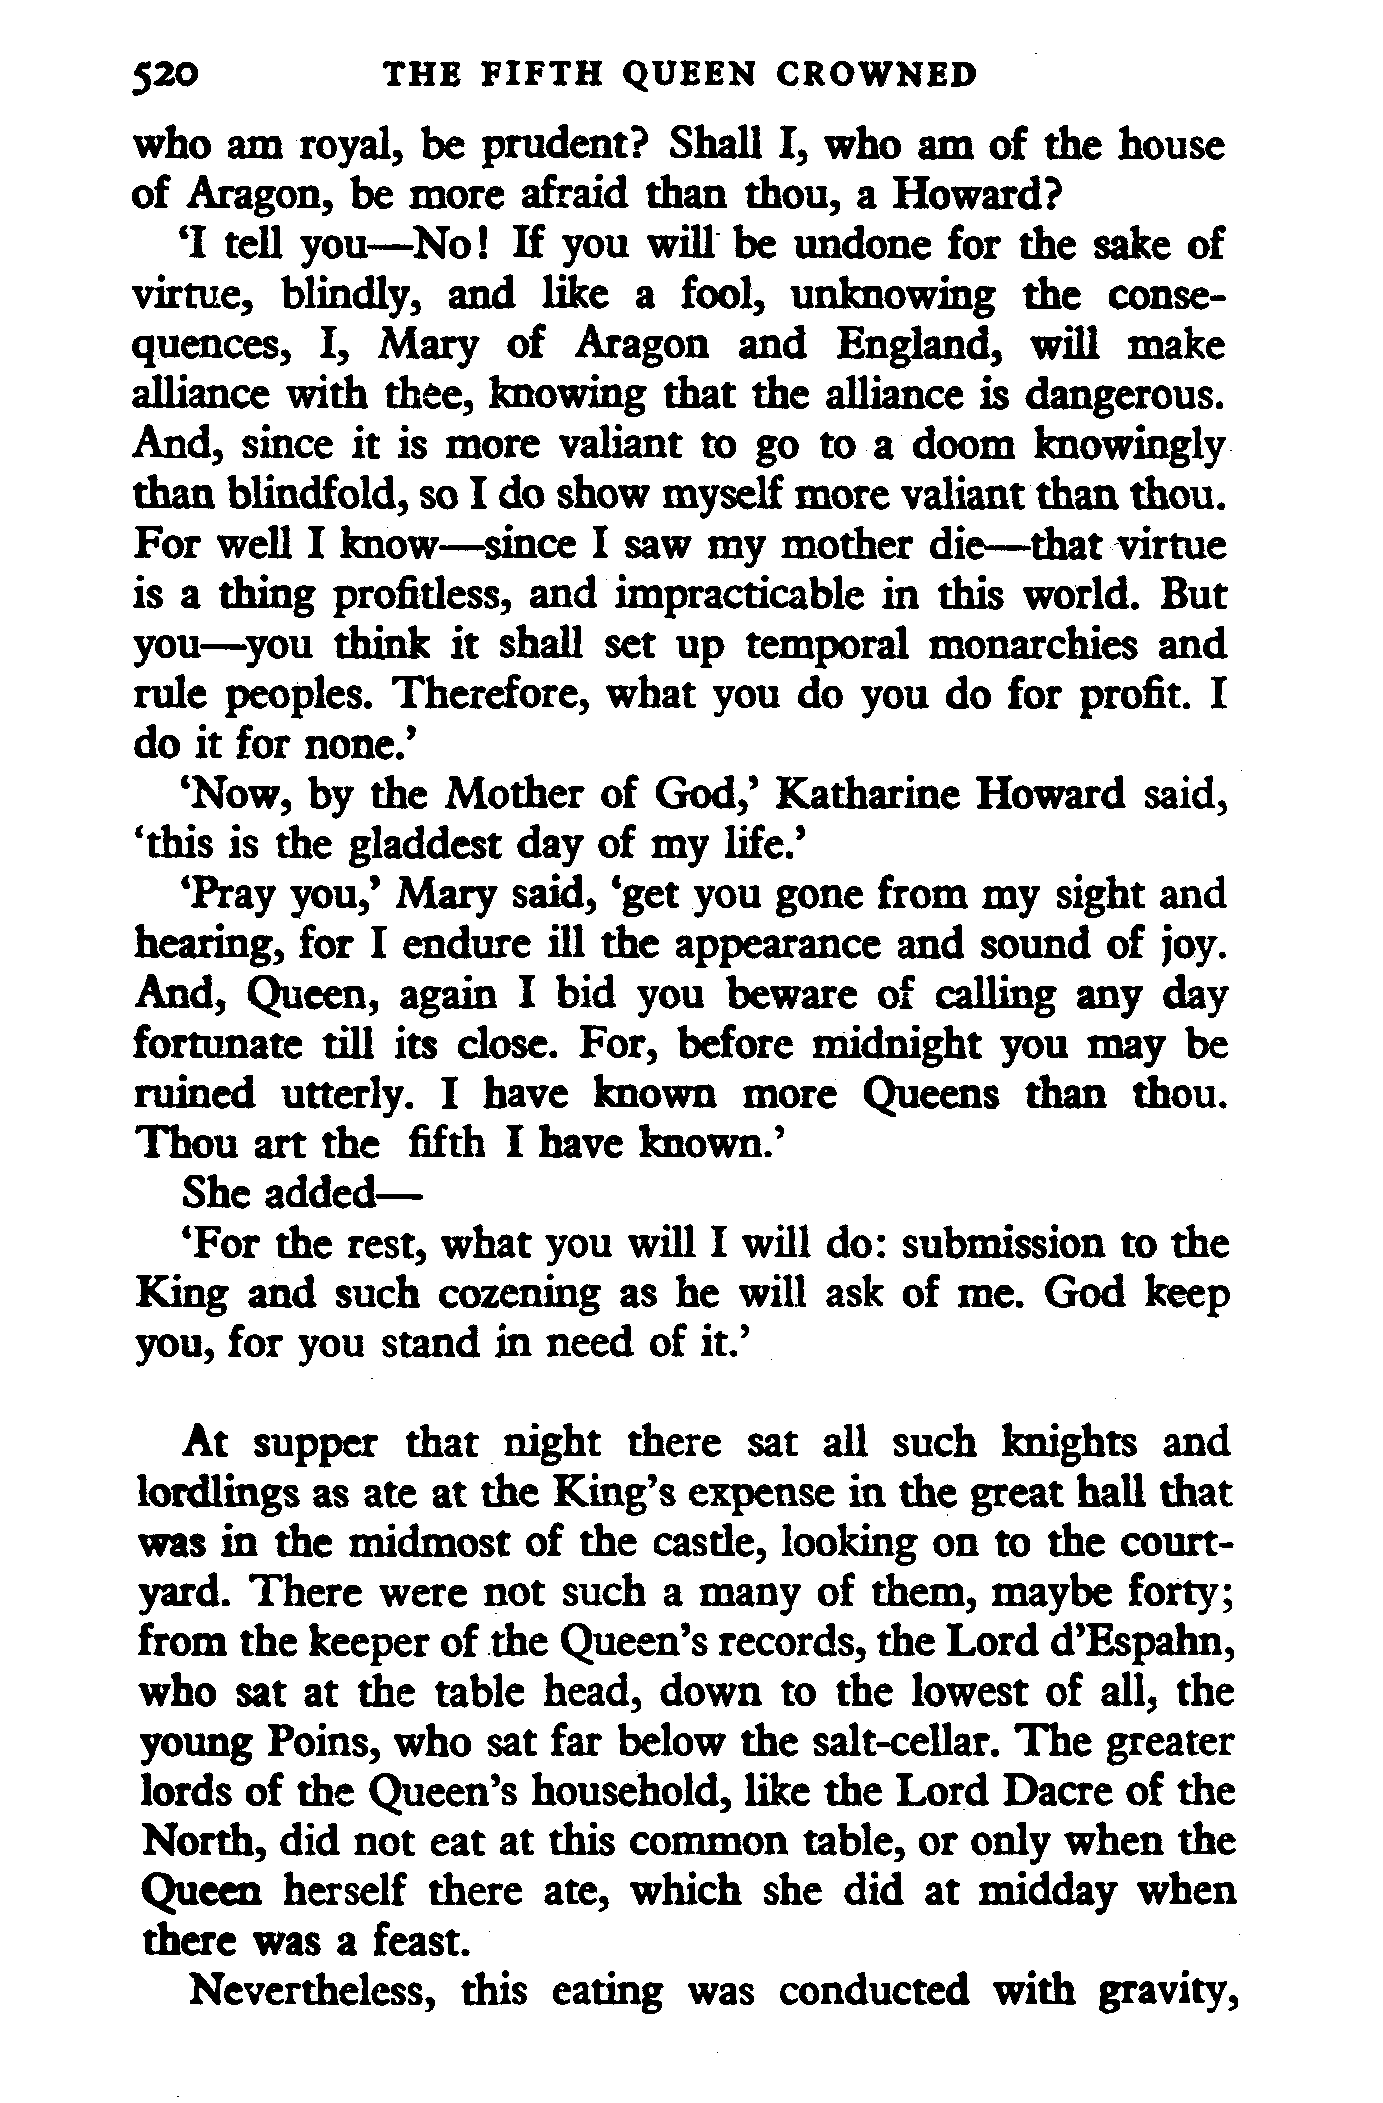 520 THE FIFTH QUEEN CROWNED
who am royal, be prudent? Shall I, who am of the house
of Aragon, be more afraid than thou, a Howard?
‘I tell you—No! If you will be undone for the sake of
virtue, blindly, and like a fool, unknowing the conse-
quences, I, Mary of Aragon and England, will make
alliance with thee, knowing that the alliance is dangerous.
And, since it is more valiant to go to a doom knowingly
than blindfold, so I do show myself more valiant than thou.
For well I know—since I saw my mother die—that virtue
is a thing profitless, and impracticable in this world. But
you—you think it shall set up temporal monarchies and
rule peoples. Therefore, what you do you do for profit. I
do it for none.’
‘Now, by the Mother of God,’ Katharine Howard said,
‘this is the gladdest day of my life.’
‘Pray you,’ Mary said, ‘get you gone from my sight and
hearing, for I endure ill the appearance and sound of joy.
And, Queen, again I bid you beware of calling any day
fortunate till its close. For, before midnight you may be
ruined utterly. I have known more Queens than thou.
Thou art the fifth I have known.’
She added—
‘For the rest, what you will I will do: submission to the
King and such cozening as he will ask of me. God keep
you, for you stand in need of it.’
At supper that night there sat all such knights and
lordlings as ate at the King’s expense in the great hall that
was in the midmost of the castle, looking on to the court-
yard. There were not such a many of them, maybe forty;
from the keeper of the Queen’s records, the Lord d’Espahn,
who sat at the table head, down to the lowest of all, the
young Poins, who sat far below the salt-cellar. The greater
lords of the Queen’s household, like the Lord Dacre of the
North, did not eat at this common table, or only when the
Queen herself there ate, which she did at midday when
there was a feast.
Nevertheless, this eating was conducted with gravity,